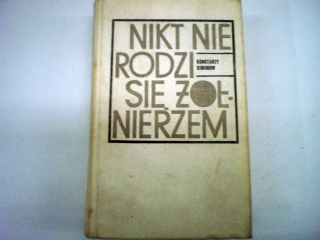 NIKT NIE
RODZI
KONSTANTY
SIMONOW
SIĘ ŻOŁ-
NIERZEM